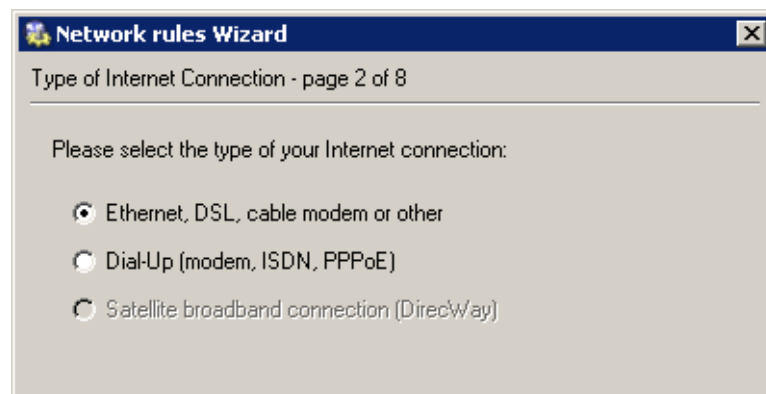 Network rules Wizard
Type of Internet Connection - page 2 of 8
Please select the type of your Internet connection:
Ethernet, DSL, cable modem or other
Dial-Up (modem, ISDN, PPPoE)
Satellite broadband connection (DirecWay)